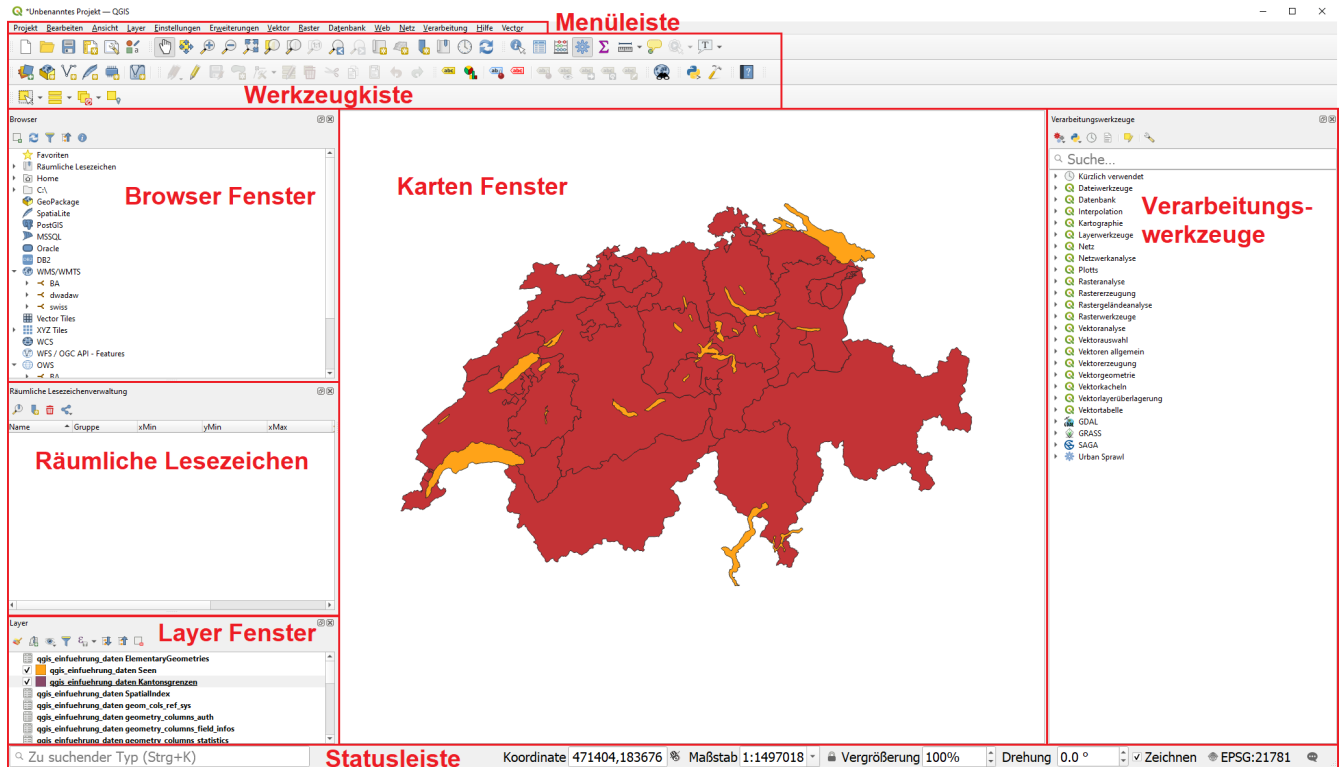 *Unbenanntes Projekt — QGIS
Menüleiste
Projekt Bearbeiten Ansicht Layer Einstellungen Erweiterungen Vektor Raster Datenbank Web Netz Verarbeitung Hilfe Vector
Werkzeugkiste
Browser
Favoriten
Räumliche Lesezeichen
Home
C:\
GeoPackage
SpatiaLite
PostGIS
MSSQL
Oracle
DB2
WMS/WMTS
BA
dwadaw
swiss
Vector Tiles
XYZ Tiles
WCS
WFS / OGC API - Features
OWS
BA
Browser Fenster
Räumliche Lesezeichenverwaltung
Name Gruppe xMin yMin xMax
Räumliche Lesezeichen
Layer
Layer Fenster
qgis_einfuehrung_daten ElementaryGeometries
qgis_einfuehrung_daten Seen
qgis_einfuehrung_daten Kantonsgrenzen
qgis_einfuehrung_daten SpatialIndex
qgis_einfuehrung_daten geom_cols_ref_sys
qgis_einfuehrung_daten geometry_columns_auth
qgis_einfuehrung_daten geometry_columns_field_infos
qgis_einfuehrung_daten geometry_columns_statistics
Karten Fenster
Verarbeitungswerkzeuge
Suche...
Kürzlich verwendet
Dateiwerkzeuge
Datenbank
Interpolation
Kartographie
Layerwerkzeuge
Netz
Netzwerkanalyse
Plotts
Rasteranalyse
Rastererzeugung
Rastergeländeanalyse
Rasterwerkzeuge
Vektoranalyse
Vektorauswahl
Vektoren allgemein
Vektorerzeugung
Vektorgeometrie
Vektorkacheln
Vektorlayerüberlagerung
Vektortabelle
GDAL
GRASS
SAGA
Urban Sprawl
Verarbeitungs-
werkzeuge
Zu suchender Typ (Strg+K)
Statusleiste
Koordinate 471404,183676 Maßstab 1:1497018 Vergrößerung 100% Drehung 0.0 ° Zeichnen EPSG:21781